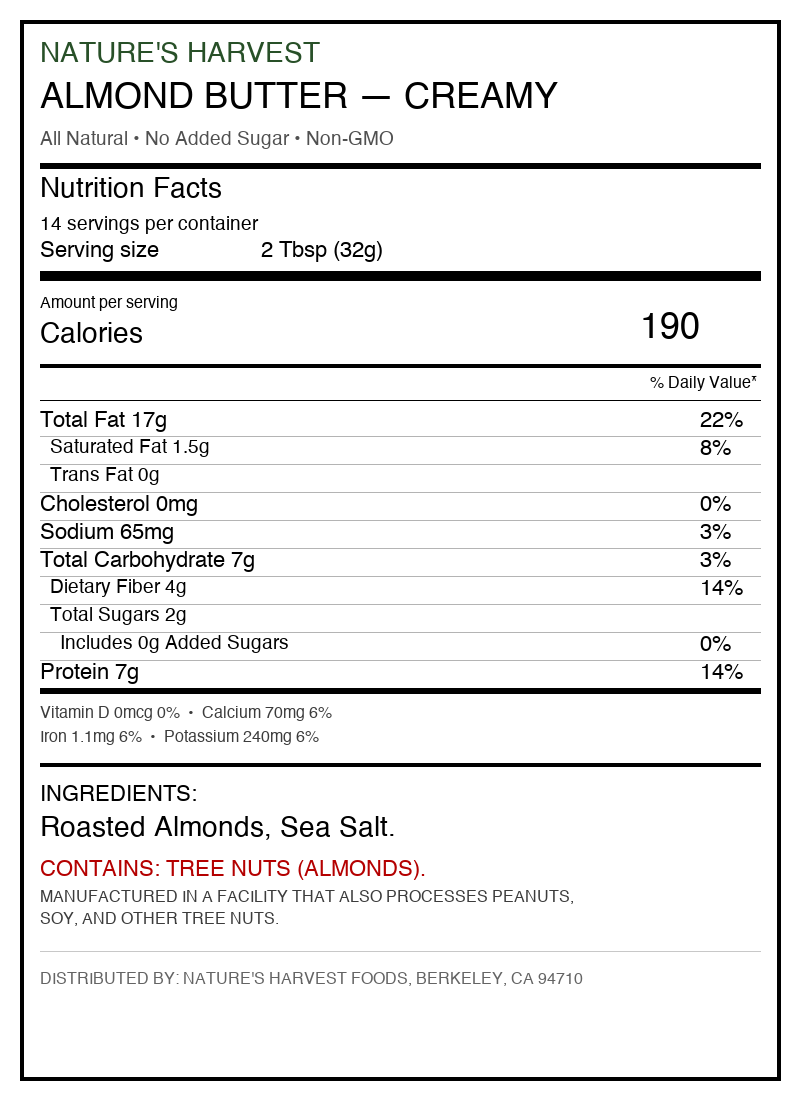 NATURE'S HARVEST
ALMOND BUTTER — CREAMY
All Natural • No Added Sugar • Non-GMO
Nutrition Facts
14 servings per container
Serving size 2 Tbsp (32g)
Amount per serving
Calories 190
% Daily Value*
Total Fat 17g 22%
Saturated Fat 1.5g 8%
Trans Fat 0g
Cholesterol 0mg 0%
Sodium 65mg 3%
Total Carbohydrate 7g 3%
Dietary Fiber 4g 14%
Total Sugars 2g
Includes 0g Added Sugars 0%
Protein 7g 14%
Vitamin D 0mcg 0% • Calcium 70mg 6%
Iron 1.1mg 6% • Potassium 240mg 6%
INGREDIENTS:
Roasted Almonds, Sea Salt.
CONTAINS: TREE NUTS (ALMONDS).
MANUFACTURED IN A FACILITY THAT ALSO PROCESSES PEANUTS,
SOY, AND OTHER TREE NUTS.
DISTRIBUTED BY: NATURE'S HARVEST FOODS, BERKELEY, CA 94710